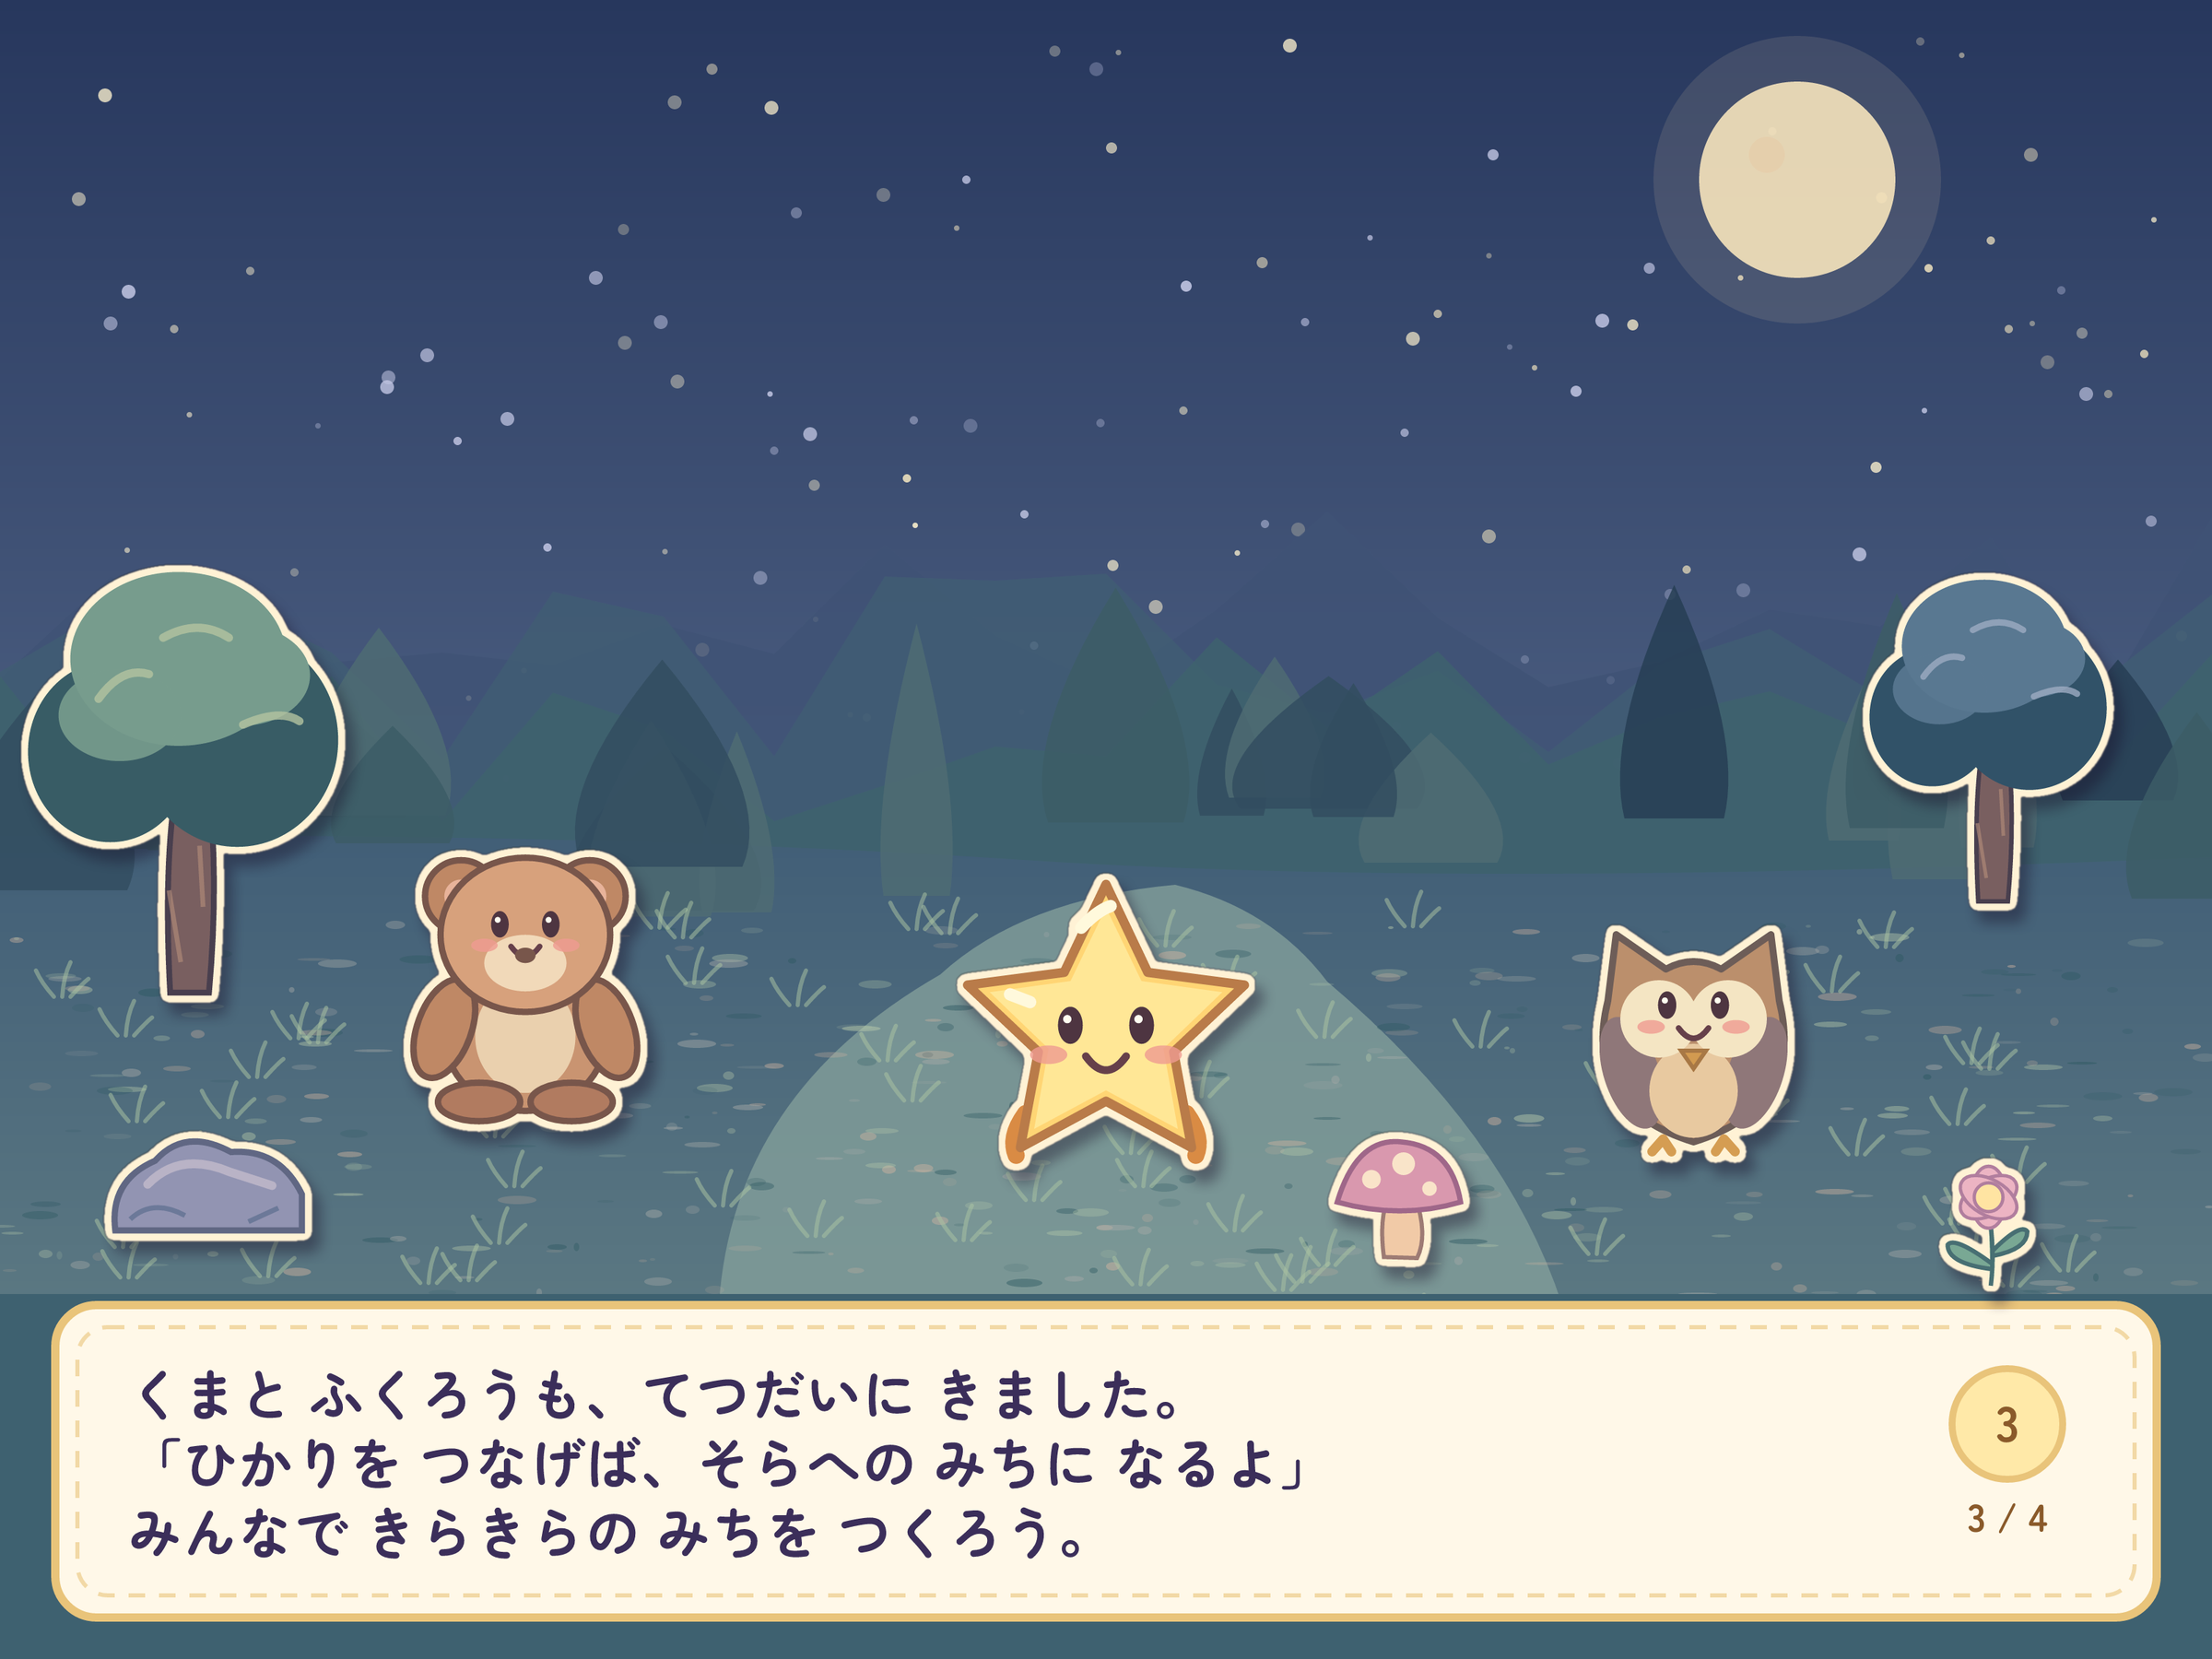 くまと ふくろうも、 てつだいに きました。
「ひかりを つなげば、 そらへの みちに なるよ」
みんなで きらきらの みちを つくろう。
3
3 / 4